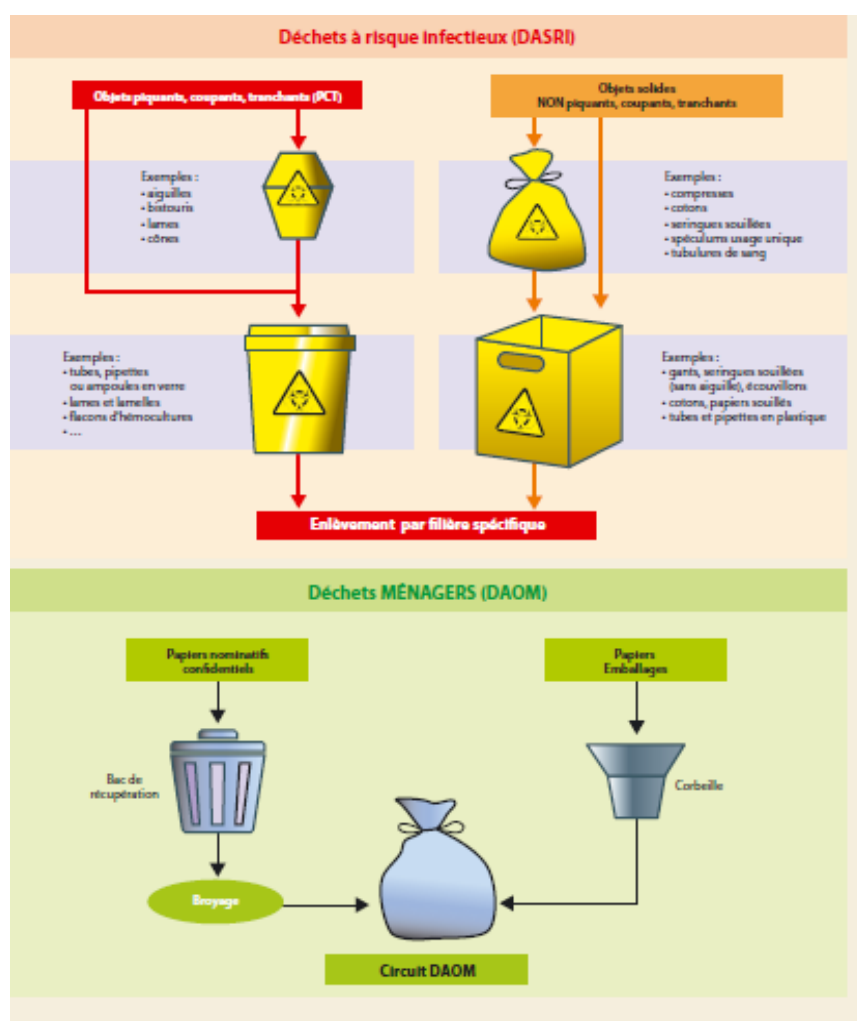 Déchets à risque infectieux (DASRI)
Objets piquants, coupants, tranchants (PCT)
Objets solides
NON piquants, coupants, tranchants
Exemples :
• aiguilles
• bistouris
• lames
• cônes
Exemples :
• compresses
• cotons
• seringues souillées
• spéculums usage unique
• tubulures de sang
Exemples :
• tubes, pipettes
ou ampoules en verre
• lames et lamelles
• flacons d'hémocultures
• ...
Exemples :
• gants, seringues souillées
(sans aiguille), écouvillons
• cotons, papiers souillés
• tubes et pipettes en plastique
Enlèvement par filière spécifique
Déchets MÉNAGERS (DAOM)
Papiers nominatifs
confidentiels
Papiers
Emballages
Bac de
récupération
Corbeille
Broyage
Circuit DAOM